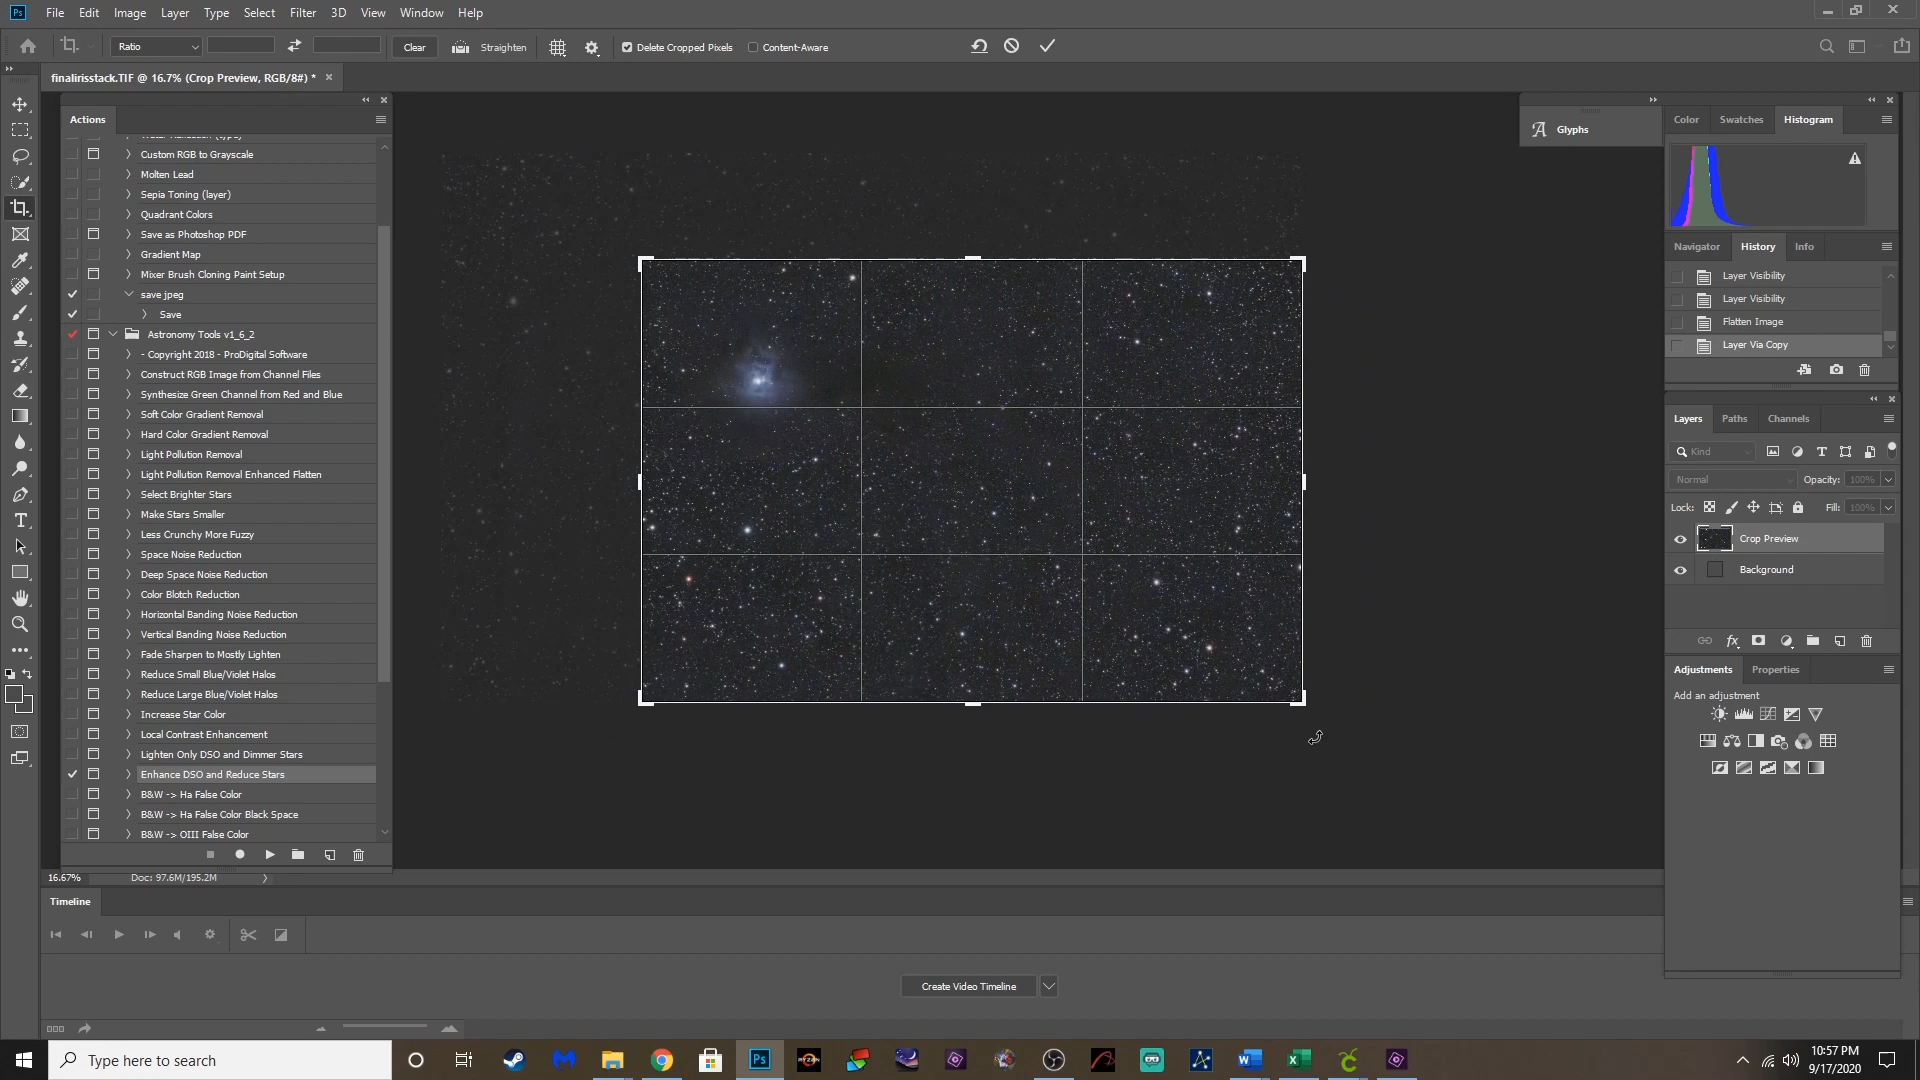 Ps File Edit Image Layer Type Select Filter 3D View Window Help
Ratio Clear Straighten Delete Cropped Pixels Content-Aware
finalirisstack.TIF @ 16.7% (Crop Preview, RGB/8#) * ×
Actions
Custom RGB to Grayscale
Molten Lead
Sepia Toning (layer)
Quadrant Colors
Save as Photoshop PDF
Gradient Map
Mixer Brush Cloning Paint Setup
save jpeg
Save
Astronomy Tools v1_6_2
- Copyright 2018 - ProDigital Software
Construct RGB Image from Channel Files
Synthesize Green Channel from Red and Blue
Soft Color Gradient Removal
Hard Color Gradient Removal
Light Pollution Removal
Light Pollution Removal Enhanced Flatten
Select Brighter Stars
Make Stars Smaller
Less Crunchy More Fuzzy
Space Noise Reduction
Deep Space Noise Reduction
Color Blotch Reduction
Horizontal Banding Noise Reduction
Vertical Banding Noise Reduction
Fade Sharpen to Mostly Lighten
Reduce Small Blue/Violet Halos
Reduce Large Blue/Violet Halos
Increase Star Color
Local Contrast Enhancement
Lighten Only DSO and Dimmer Stars
Enhance DSO and Reduce Stars
B&W -> Ha False Color
B&W -> Ha False Color Black Space
B&W -> OIII False Color
Glyphs
Color Swatches Histogram
Navigator History Info
Layer Visibility
Layer Visibility
Flatten Image
Layer Via Copy
Layers Paths Channels
Kind
Normal Opacity: 100%
Lock: Fill: 100%
Crop Preview
Background
Adjustments Properties
Add an adjustment
16.67% Doc: 97.6M/195.2M
Timeline
Create Video Timeline
Type here to search
Ps
RYZEN
10:57 PM
9/17/2020